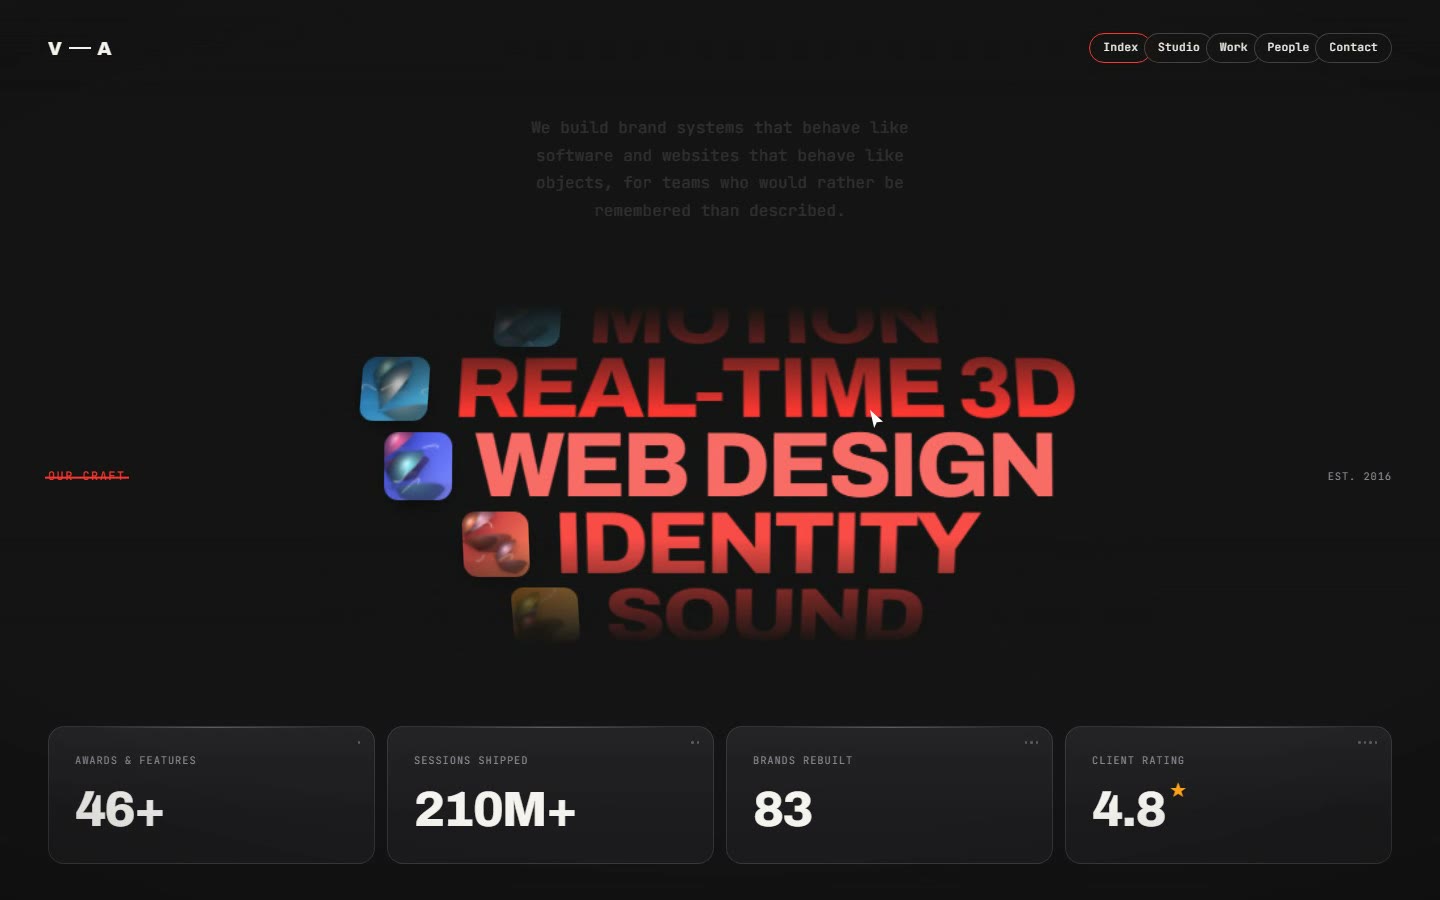 V — A
Index Studio Work People Contact
We build brand systems that behave like
software and websites that behave like
objects, for teams who would rather be
remembered than described.
MOTION
REAL-TIME 3D
WEB DESIGN
OUR CRAFT
EST. 2016
IDENTITY
SOUND
AWARDS & FEATURES
46+
SESSIONS SHIPPED
210M+
BRANDS REBUILT
83
CLIENT RATING
4.8★